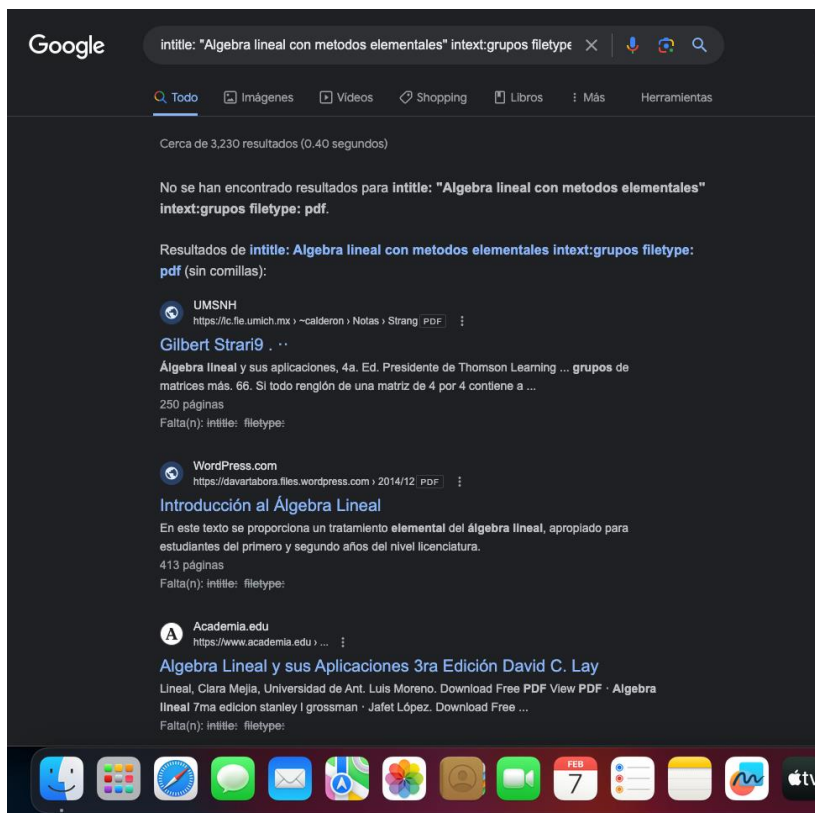 Google
intitle: "Algebra lineal con metodos elementales" intext:grupos filetype
Todo Imágenes Vídeos Shopping Libros Más Herramientas
Cerca de 3,230 resultados (0.40 segundos)
No se han encontrado resultados para intitle: "Algebra lineal con metodos elementales"
intext:grupos filetype: pdf.
Resultados de intitle: Algebra lineal con metodos elementales intext:grupos filetype:
pdf (sin comillas):
UMSNH
https://lc.fie.umich.mx › ~calderon › Notas › Strang PDF
Gilbert Strari9 . ··
Álgebra lineal y sus aplicaciones, 4a. Ed. Presidente de Thomson Learning ... grupos de
matrices más. 66. Si todo renglón de una matriz de 4 por 4 contiene a ...
250 páginas
Falta(n): intitle: filetype:
WordPress.com
https://davartabora.files.wordpress.com › 2014/12 PDF
Introducción al Álgebra Lineal
En este texto se proporciona un tratamiento elemental del álgebra lineal, apropiado para
estudiantes del primero y segundo años del nivel licenciatura.
413 páginas
Falta(n): intitle: filetype:
A
Academia.edu
https://www.academia.edu › ...
Algebra Lineal y sus Aplicaciones 3ra Edición David C. Lay
Lineal, Clara Mejia, Universidad de Ant. Luis Moreno. Download Free PDF View PDF · Algebra
lineal 7ma edicion stanley l grossman · Jafet López. Download Free ...
Falta(n): intitle: filetype:
FEB
7
tv